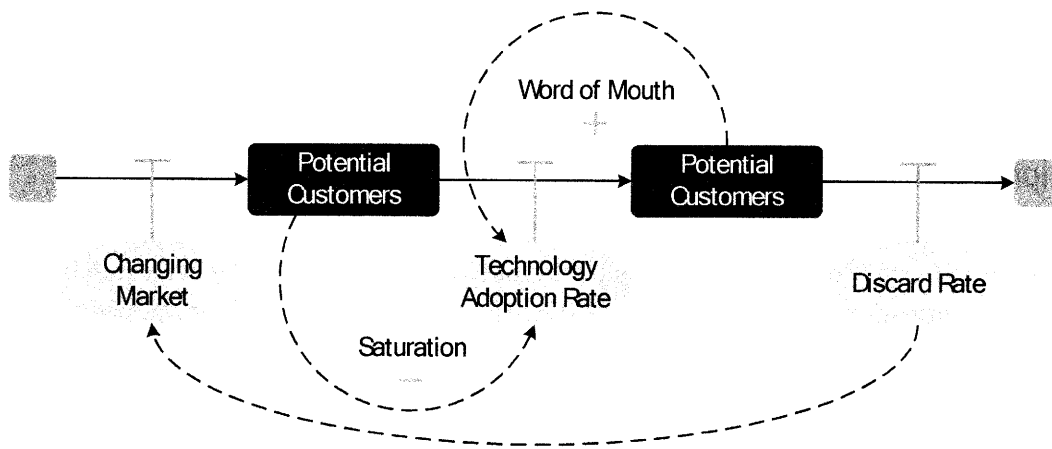 Word of Mouth
+
Potential
Customers
Potential
Customers
Changing
Market
Technology
Adoption Rate
Discard Rate
Saturation